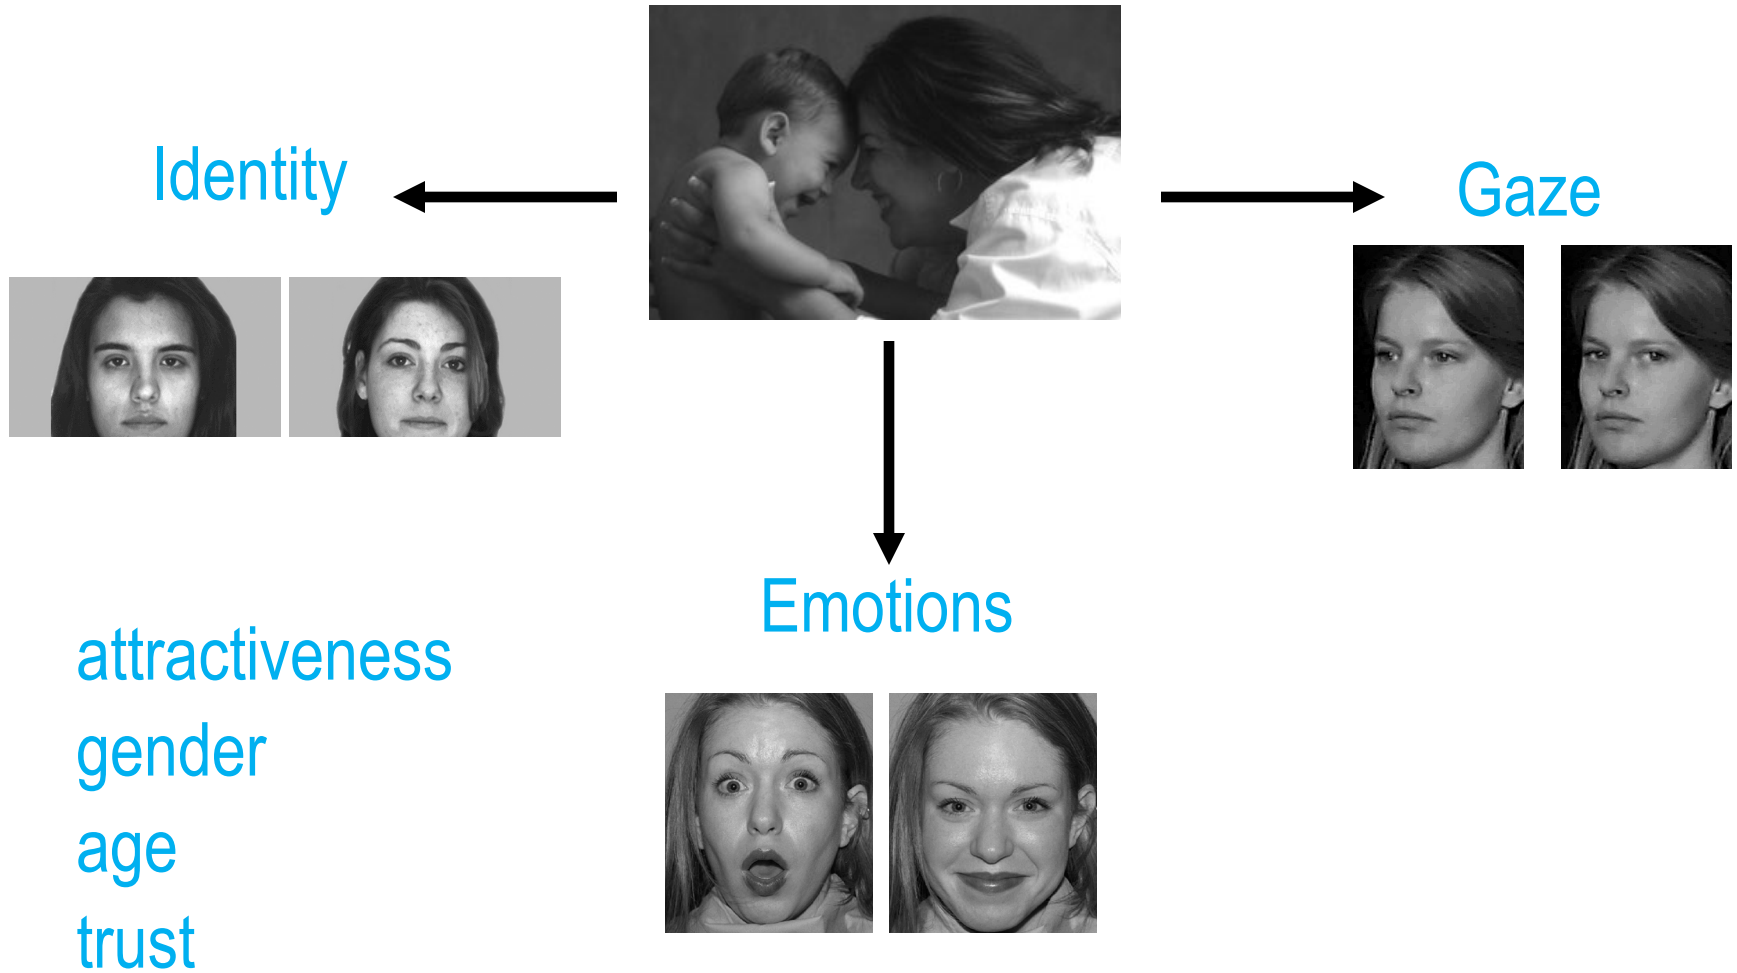 Identity
Gaze
Emotions
attractiveness
gender
age
trust